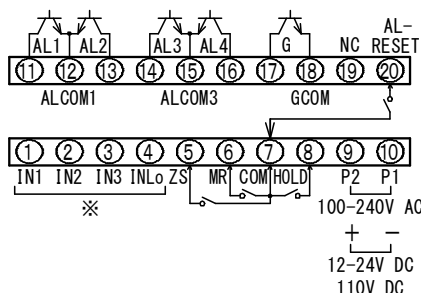 AL-
AL1 AL2 AL3 AL4 G NC RESET
11 12 13 14 15 16 17 18 19 20
ALCOM1 ALCOM3 GCOM
1 2 3 4 5 6 7 8 9 10
IN1 IN2 IN3 INLo ZS MR COM HOLD P2 P1
※ 100-240V AC
+ −
12-24V DC
110V DC